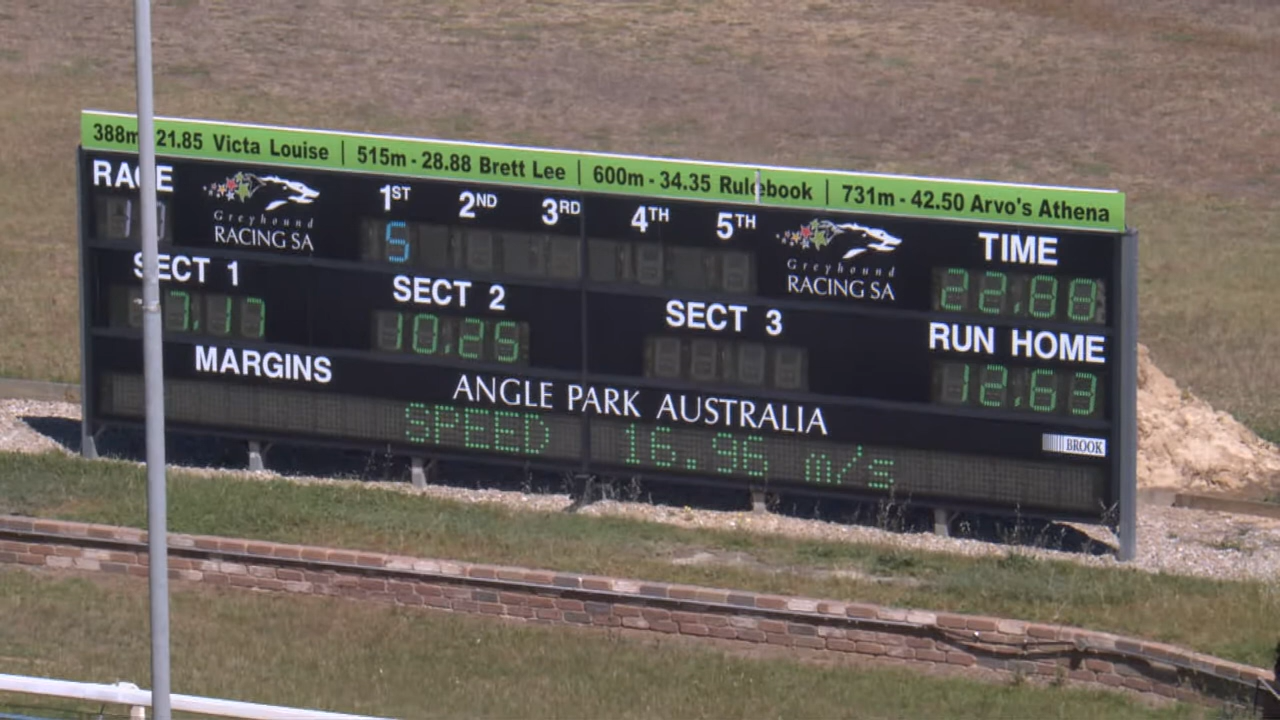 388m - 21.85 Victa Louise | 515m - 28.88 Brett Lee | 600m - 34.35 Rulebook | 731m - 42.50 Arvo's Athena
RACE
Greyhound
RACING SA
1ST 2ND 3RD 4TH 5TH
5
Greyhound
RACING SA
TIME
22.88
SECT 1
7.17
SECT 2
10.25
SECT 3
RUN HOME
12.63
MARGINS
ANGLE PARK AUSTRALIA
BROOK
SPEED 16.96 m/s